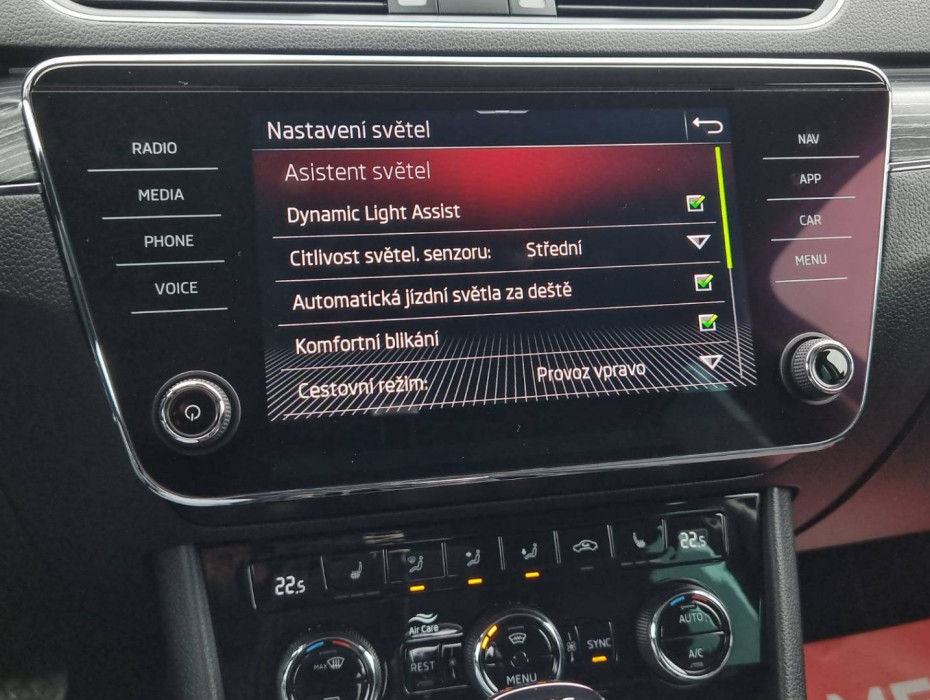 RADIO
MEDIA
PHONE
VOICE
Nastavení světel
Asistent světel
Dynamic Light Assist
Citlivost světel. senzoru: Střední
Automatická jízdní světla za deště
Komfortní blikání
Cestovní režim: Provoz vpravo
NAV
APP
CAR
MENU
22.5
22.5
MAX
Air Care
REST
MENU
SYNC
AUTO
A/C